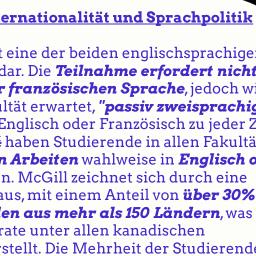 ernationalität und Sprachpolitik
eine der beiden englischsprachige
dar. Die Teilnahme erfordert nicht
französischen Sprache, jedoch wi
ultät erwartet, "passiv zweisprachig
Englisch oder Französisch zu jeder Z
haben Studierende in allen Fakultä
n Arbeiten wahlweise in Englisch o
n. McGill zeichnet sich durch eine
aus, mit einem Anteil von über 30%
den aus mehr als 150 Ländern, was
rate unter allen kanadischen
rstellt. Die Mehrheit der Studierend